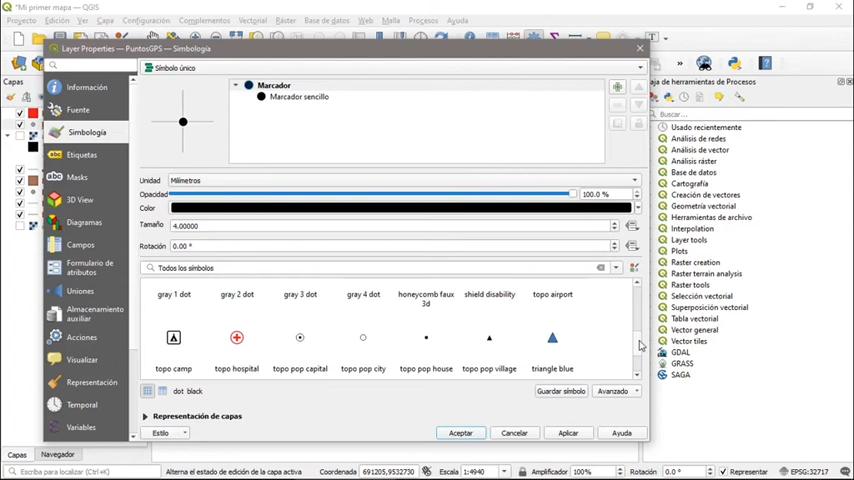 *Mi primer mapa — QGIS
Proyecto Edición Ver Capa Configuración Complementos Vectorial Ráster Base de datos Web Malla Procesos Ayuda
Layer Properties — PuntosGPS — Simbología
Capas
Información
Fuente
Simbología
Etiquetas
Masks
3D View
Diagramas
Campos
Formulario de
atributos
Uniones
Almacenamiento
auxiliar
Acciones
Visualizar
Representación
Temporal
Variables
Símbolo único
Marcador
Marcador sencillo
Unidad Milímetros
Opacidad 100.0 %
Color
Tamaño 4.00000
Rotación 0.00 °
Todos los símbolos
gray 1 dot gray 2 dot gray 3 dot gray 4 dot honeycomb faux
3d shield disability topo airport
topo camp topo hospital topo pop capital topo pop city topo pop house topo pop village triangle blue
dot black
Guardar símbolo Avanzado
Representación de capas
Estilo Aceptar Cancelar Aplicar Ayuda
aja de herramientas de Procesos
Buscar...
Usado recientemente
Análisis de redes
Análisis de vector
Análisis ráster
Base de datos
Cartografía
Creación de vectores
Geometría vectorial
Herramientas de archivo
Interpolation
Layer tools
Plots
Raster creation
Raster terrain analysis
Raster tools
Selección vectorial
Superposición vectorial
Tabla vectorial
Vector general
Vector tiles
GDAL
GRASS
SAGA
Capas Navegador
Escriba para localizar (Ctrl+K) Alterna el estado de edición de la capa activa Coordenada 691205,9532730 Escala 1:4940 Amplificador 100% Rotación 0.0 ° Representar EPSG:32717